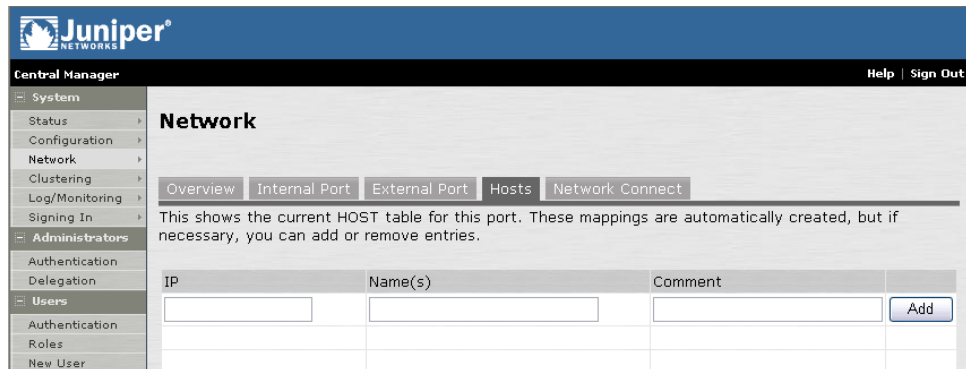 Juniper®
NETWORKS
Central Manager
Help | Sign Out
System
Status
Configuration
Network
Clustering
Log/Monitoring
Signing In
Administrators
Authentication
Delegation
Users
Authentication
Roles
New User
Network
Overview
Internal Port
External Port
Hosts
Network Connect
This shows the current HOST table for this port. These mappings are automatically created, but if
necessary, you can add or remove entries.
IP
Name(s)
Comment
Add